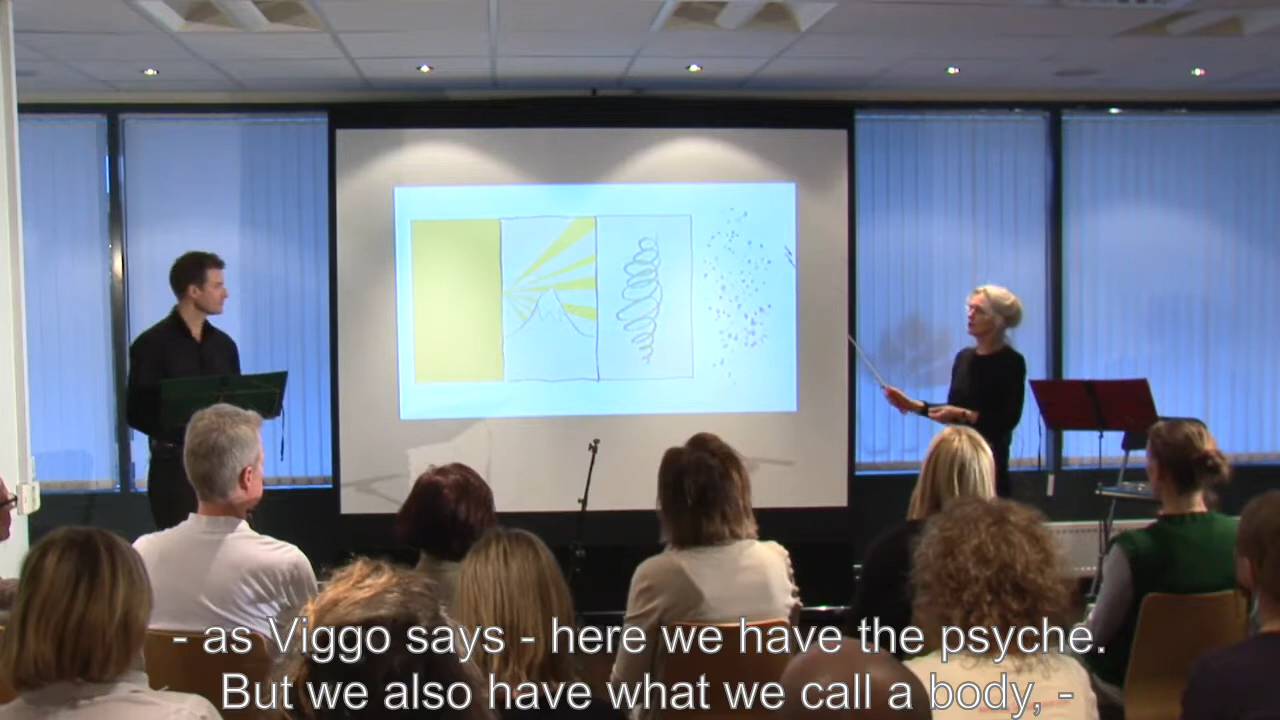 - as Viggo says - here we have the psyche.
But we also have what we call a body, -